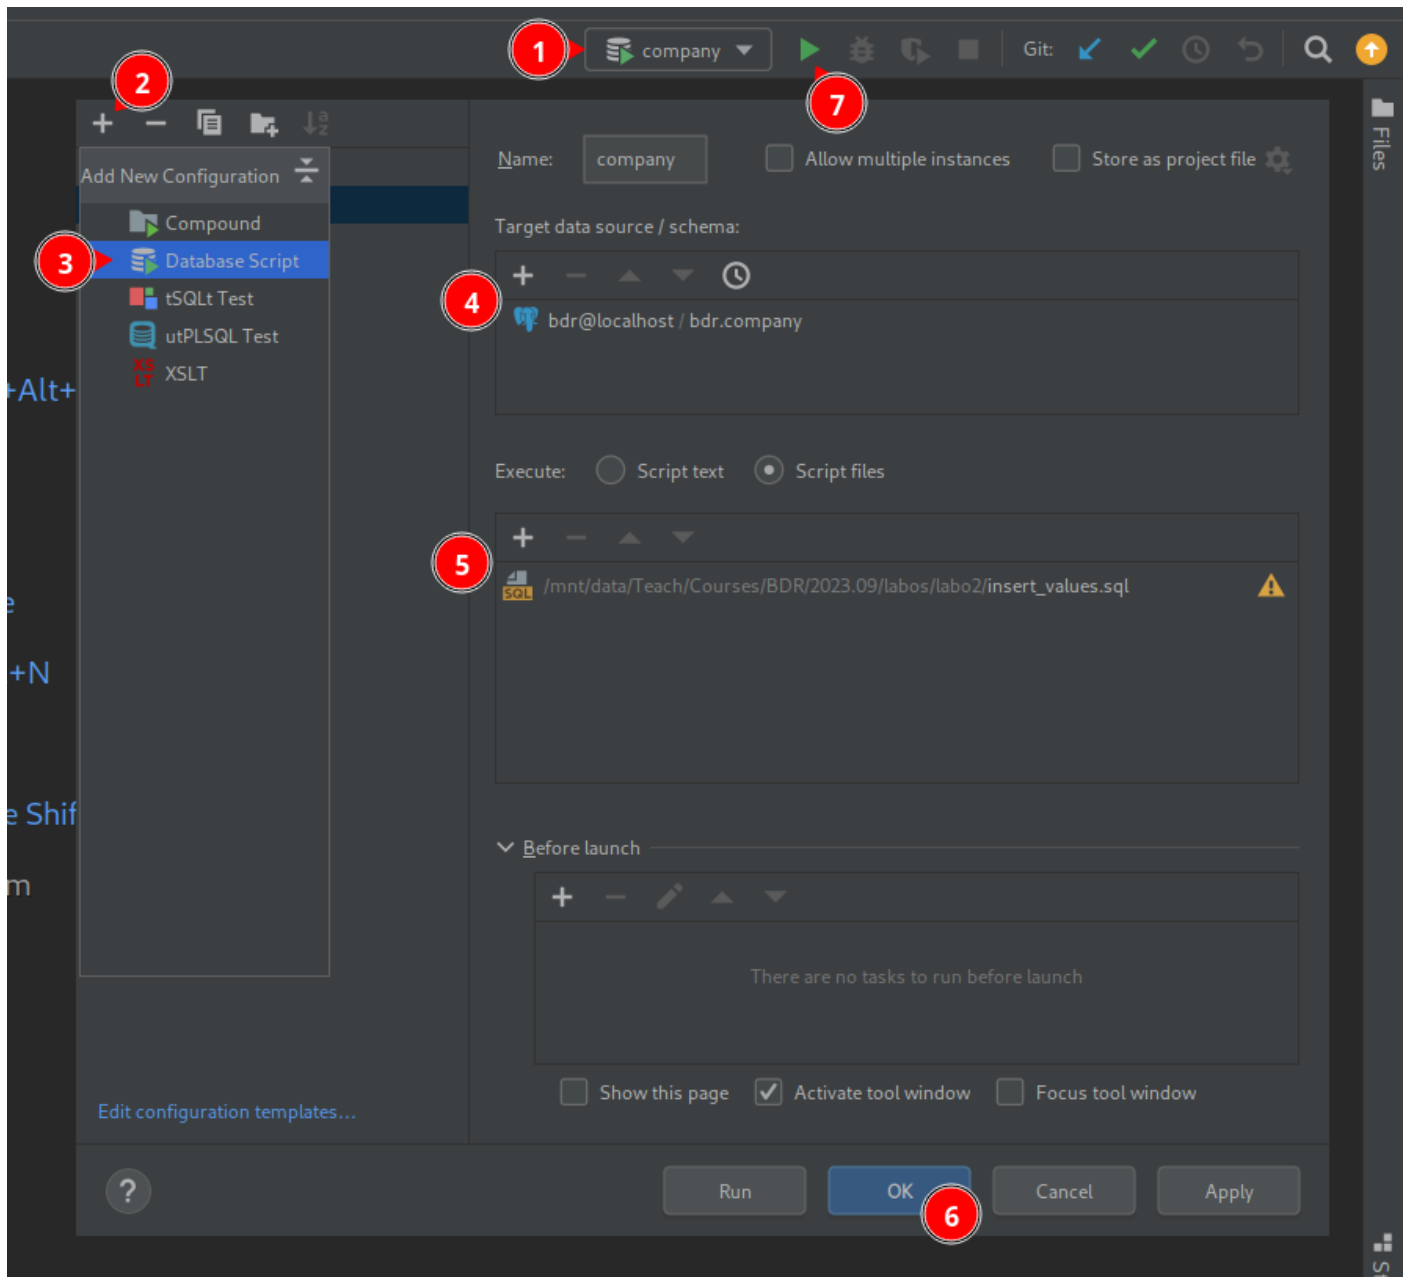 1
company
Git:
2
7
Files
Name:
company
Allow multiple instances
Store as project file
Add New Configuration
Compound
3
Database Script
tSQLt Test
utPLSQL Test
XSLT
Target data source / schema:
4
bdr@localhost / bdr.company
+Alt+
Execute:
Script text
Script files
5
SQL
/mnt/data/Teach/Courses/BDR/2023.09/labos/labo2/insert_values.sql
e
+N
e Shif
m
Before launch
There are no tasks to run before launch
Show this page
Activate tool window
Focus tool window
Edit configuration templates...
?
Run
OK
Cancel
Apply
6
St